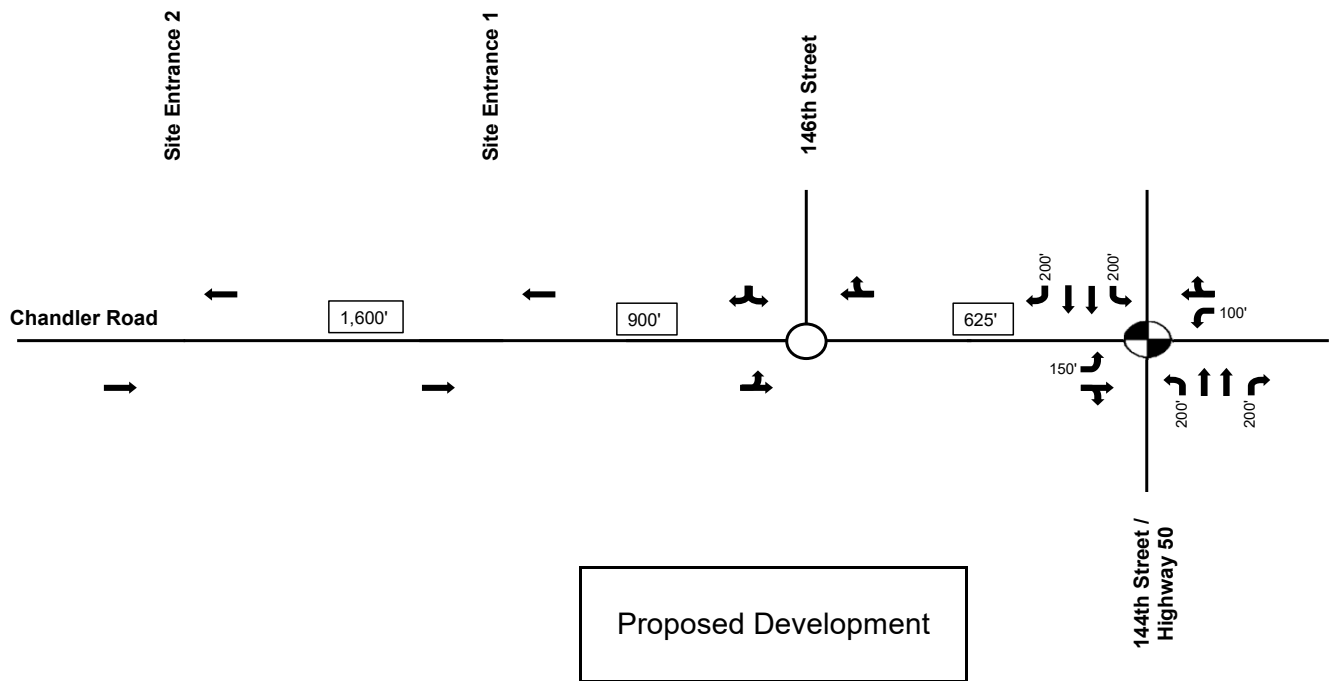 Site Entrance 2
Site Entrance 1
146th Street
Chandler Road
1,600'
900'
625'
200'
200'
100'
150'
200'
200'
144th Street /
Highway 50
Proposed Development